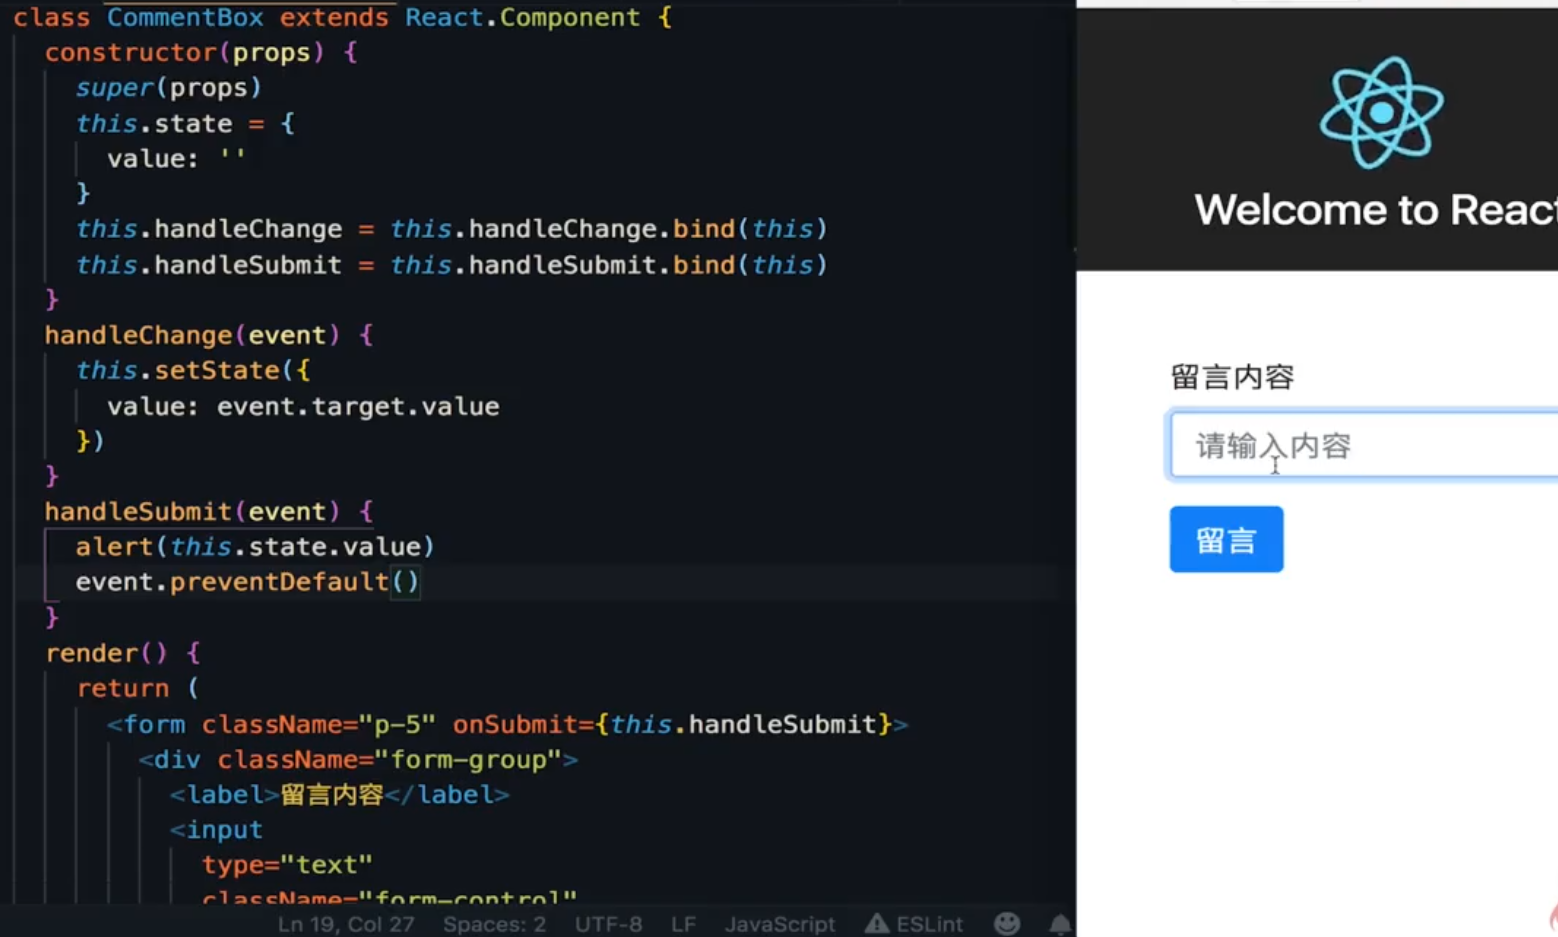 class CommentBox extends React.Component {
constructor(props) {
super(props)
this.state = {
value: ''
}
this.handleChange = this.handleChange.bind(this)
this.handleSubmit = this.handleSubmit.bind(this)
}
handleChange(event) {
this.setState({
value: event.target.value
})
}
handleSubmit(event) {
alert(this.state.value)
event.preventDefault()
}
render() {
return (
<form className="p-5" onSubmit={this.handleSubmit}>
<div className="form-group">
<label>留言内容</label>
<input
type="text"
className="form-control"
Ln 19, Col 27 Spaces: 2 UTF-8 LF JavaScript ESLint
Welcome to React
留言内容
请输入内容
留言